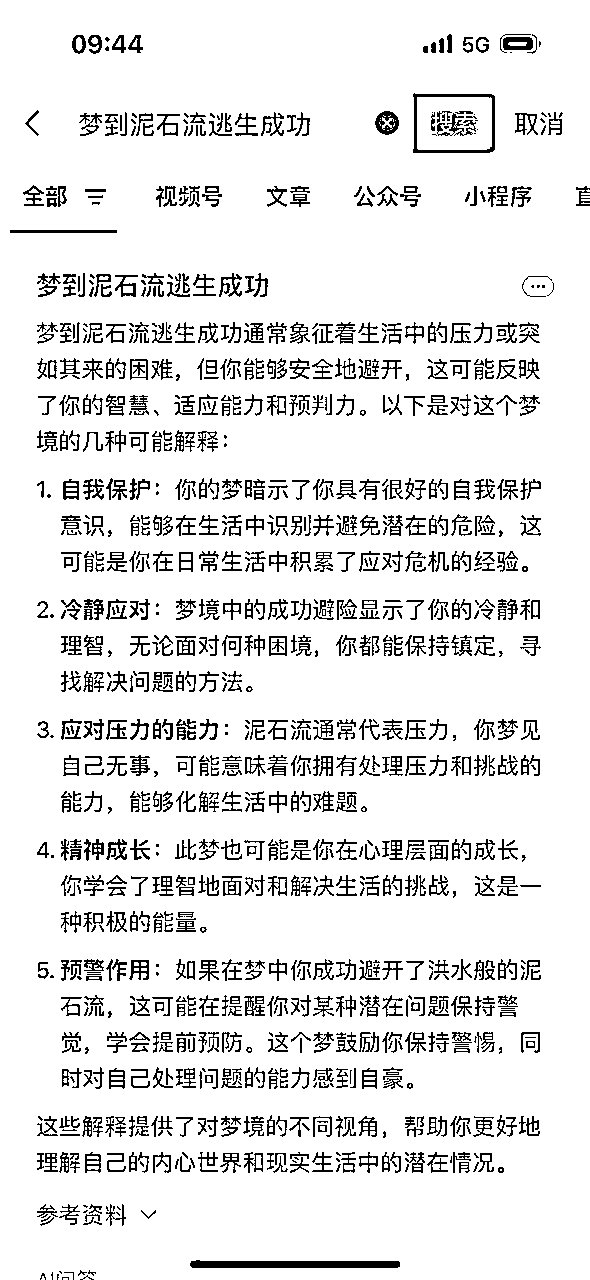 09:44 5G
梦到泥石流逃生成功 搜索 取消
全部 视频号 文章 公众号 小程序
梦到泥石流逃生成功
梦到泥石流逃生成功通常象征着生活中的压力或突
如其来的困难，但你能够安全地避开，这可能反映
了你的智慧、适应能力和预判力。以下是对这个梦
境的几种可能解释：
1. 自我保护：你的梦暗示了你具有很好的自我保护
意识，能够在生活中识别并避免潜在的危险，这
可能是你在日常生活中积累了应对危机的经验。
2. 冷静应对：梦境中的成功避险显示了你的冷静和
理智，无论面对何种困境，你都能保持镇定，寻
找解决问题的方法。
3. 应对压力的能力：泥石流通常代表压力，你梦见
自己无事，可能意味着你拥有处理压力和挑战的
能力，能够化解生活中的难题。
4. 精神成长：此梦也可能是你在心理层面的成长，
你学会了理智地面对和解决生活的挑战，这是一
种积极的能量。
5. 预警作用：如果在梦中你成功避开了洪水般的泥
石流，这可能在提醒你对某种潜在问题保持警
觉，学会提前预防。这个梦鼓励你保持警惕，同
时对自己处理问题的能力感到自豪。
这些解释提供了对梦境的不同视角，帮助你更好地
理解自己的内心世界和现实生活中的潜在情况。
参考资料
AI问答